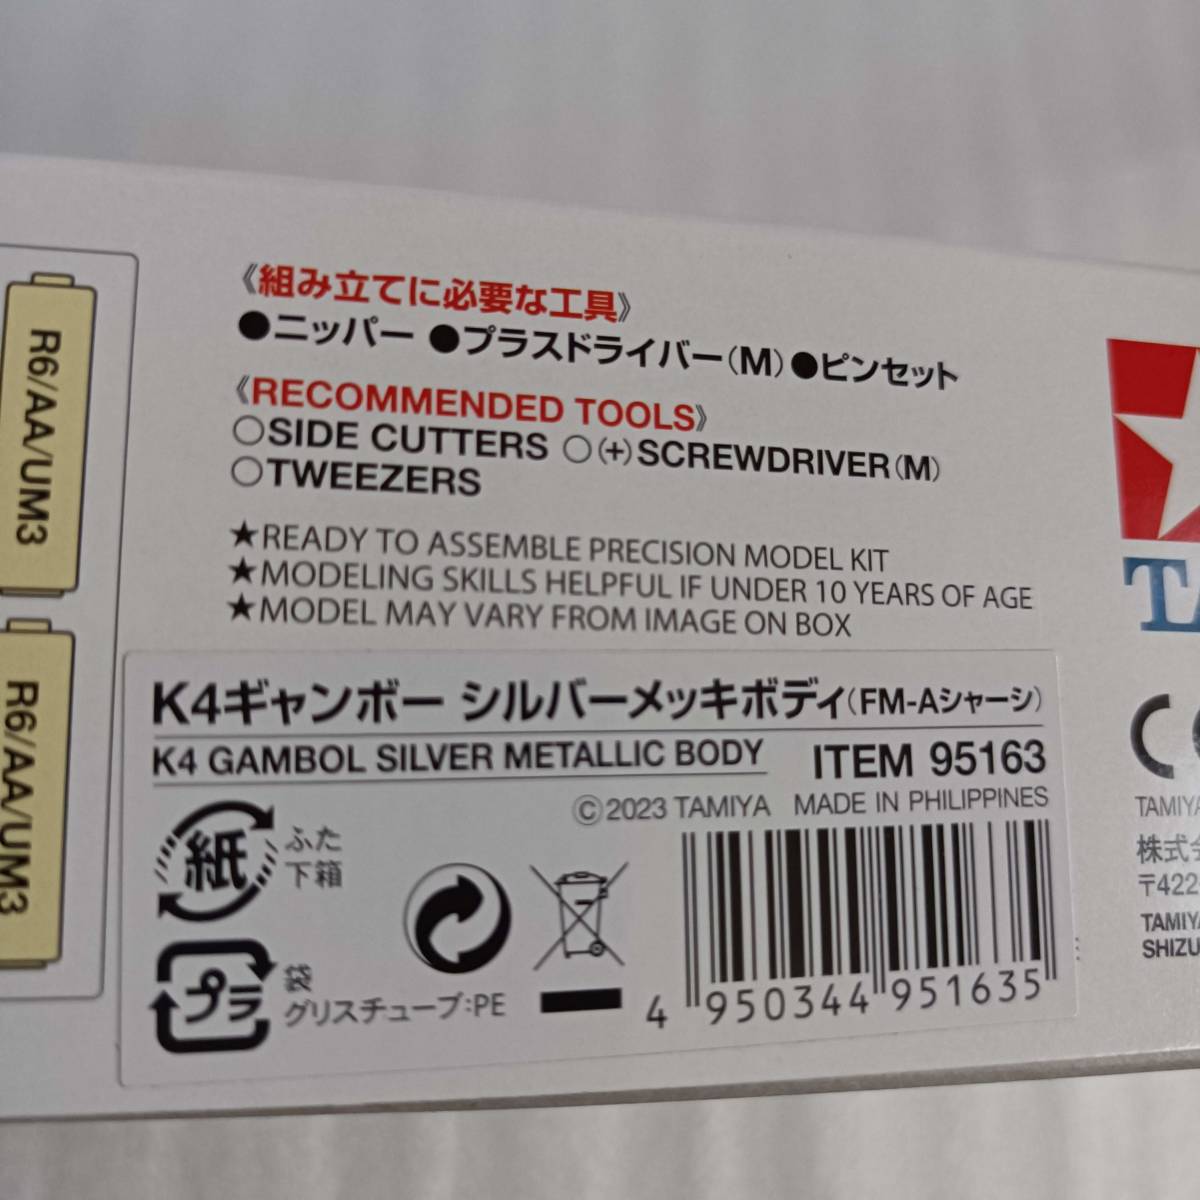 R6/AA/UM3
R6/AA/UM3
《組み立てに必要な工具》
●ニッパー ●プラスドライバー(M) ●ピンセット
《RECOMMENDED TOOLS》
○SIDE CUTTERS ○(+)SCREWDRIVER(M)
○TWEEZERS
★READY TO ASSEMBLE PRECISION MODEL KIT
★MODELING SKILLS HELPFUL IF UNDER 10 YEARS OF AGE
★MODEL MAY VARY FROM IMAGE ON BOX
K4ギャンボー シルバーメッキボディ(FM-Aシャーシ)
K4 GAMBOL SILVER METALLIC BODY ITEM 95163
©2023 TAMIYA MADE IN PHILIPPINES
紙 ふた
下箱
プラ 袋
グリスチューブ:PE
4 950344 951635
TA
CE
TAMIYA
株式会
〒422
TAMIYA
SHIZU